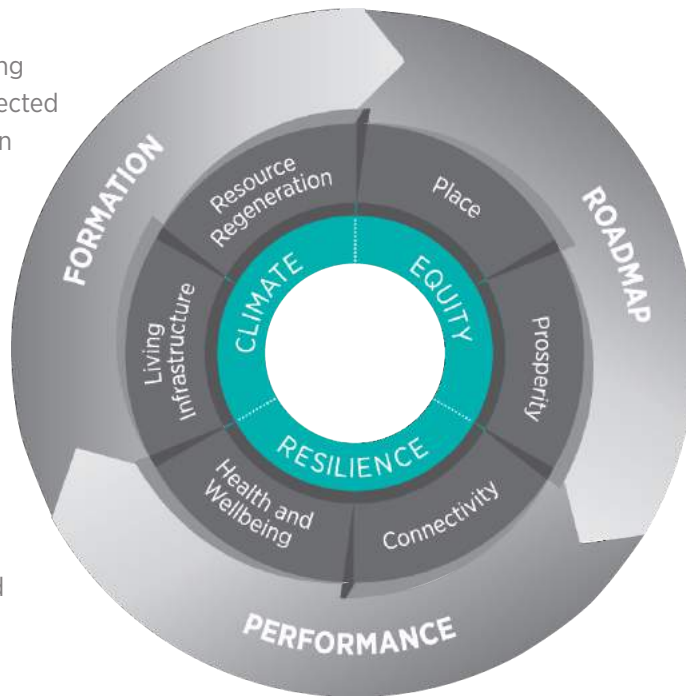 FORMATION
ROADMAP
PERFORMANCE
Resource
Regeneration
Place
Prosperity
Connectivity
Health and
Wellbeing
Living
Infrastructure
CLIMATE
EQUITY
RESILIENCE